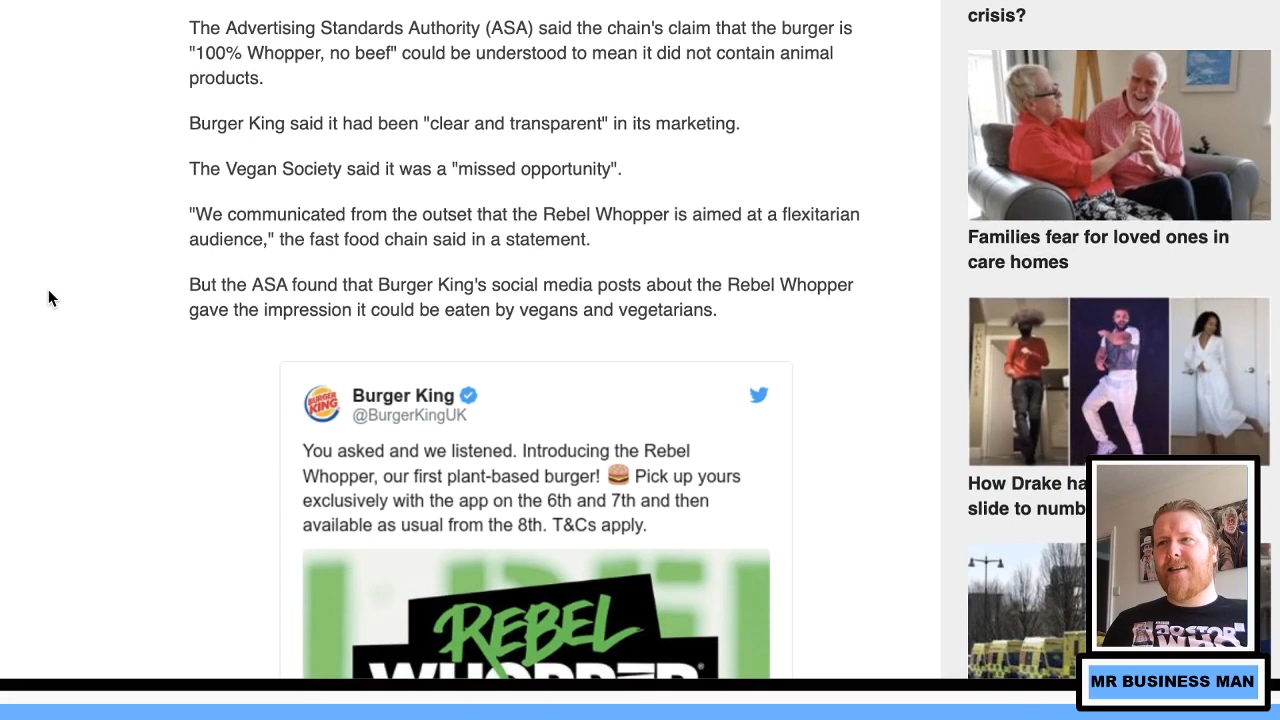 The Advertising Standards Authority (ASA) said the chain's claim that the burger is
"100% Whopper, no beef" could be understood to mean it did not contain animal
products.
Burger King said it had been "clear and transparent" in its marketing.
The Vegan Society said it was a "missed opportunity".
"We communicated from the outset that the Rebel Whopper is aimed at a flexitarian
audience," the fast food chain said in a statement.
But the ASA found that Burger King's social media posts about the Rebel Whopper
gave the impression it could be eaten by vegans and vegetarians.
BURGER
KING
Burger King
@BurgerKingUK
You asked and we listened. Introducing the Rebel
Whopper, our first plant-based burger! 🍔 Pick up yours
exclusively with the app on the 6th and 7th and then
available as usual from the 8th. T&Cs apply.
REBEL
WHOPPER®
crisis?
Families fear for loved ones in
care homes
How Drake ha
slide to numb
DOCTOR
WHO
MR BUSINESS MAN